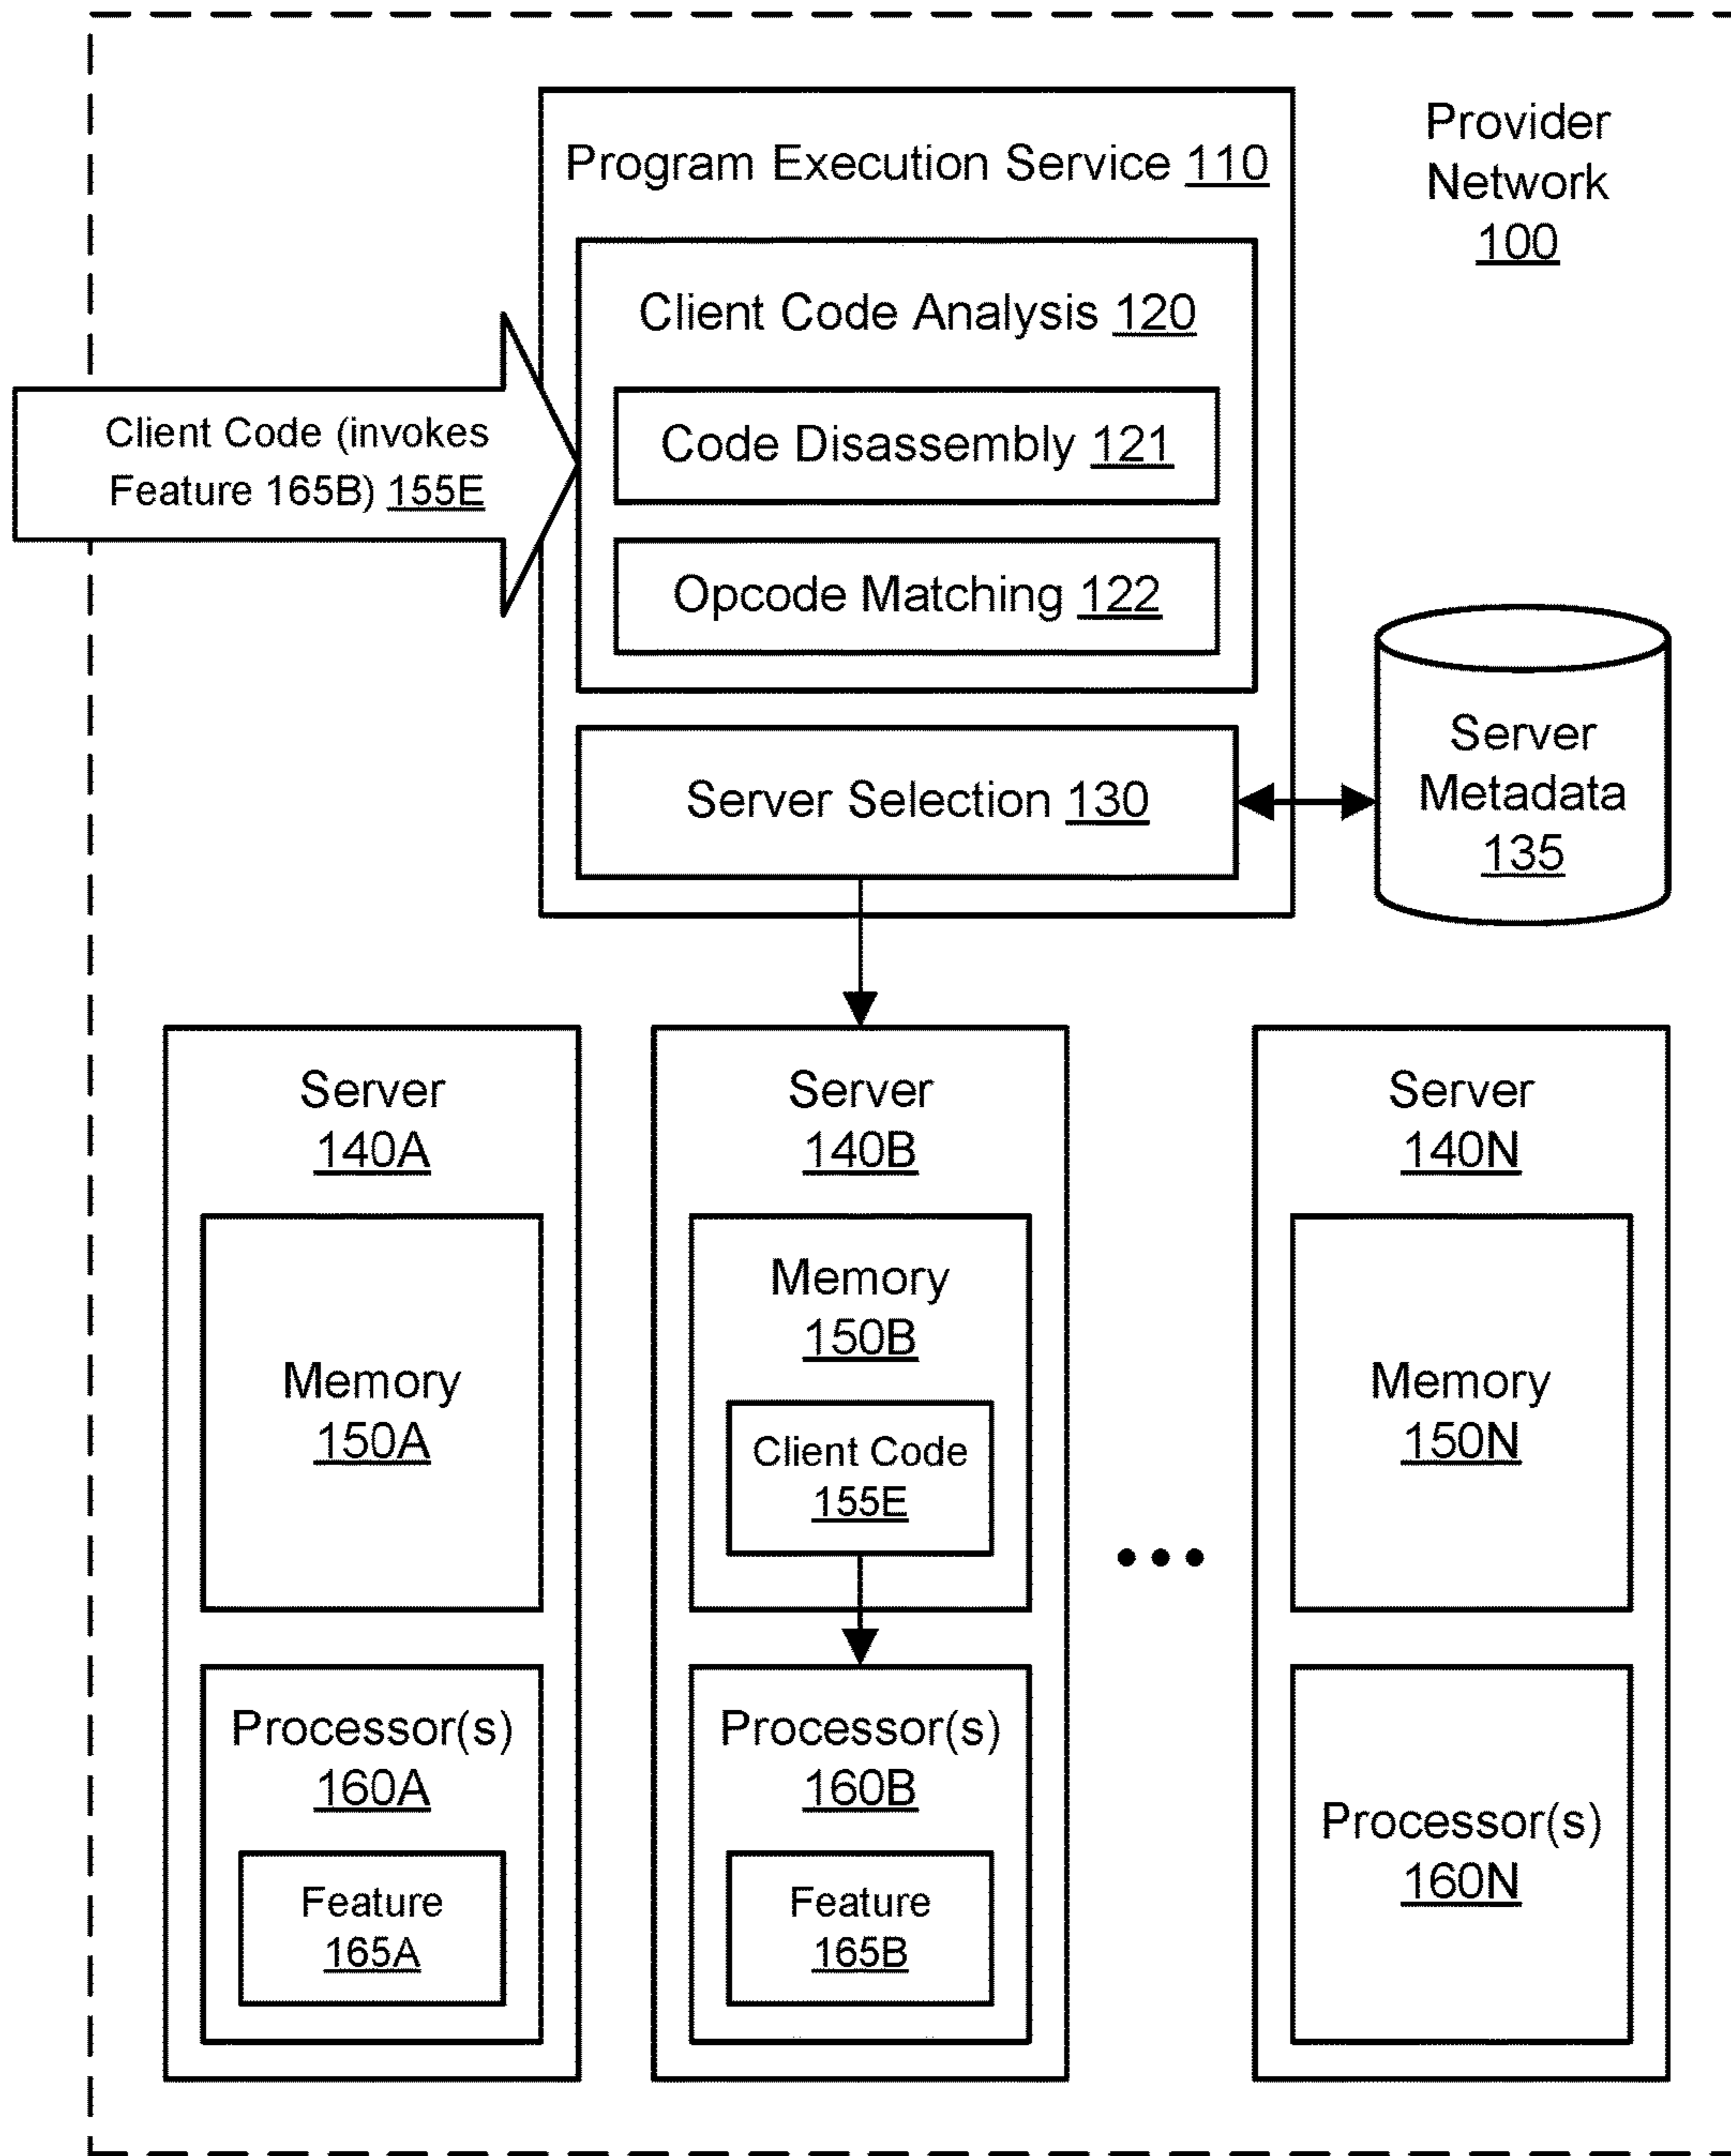 Provider
Network
100
Program Execution Service 110
Client Code Analysis 120
Code Disassembly 121
Opcode Matching 122
Client Code (invokes
Feature 165B) 155E
Server Selection 130
Server
Metadata
135
Server
140A
Memory
150A
Processor(s)
160A
Feature
165A
Server
140B
Memory
150B
Client Code
155E
Processor(s)
160B
Feature
165B
•••
Server
140N
Memory
150N
Processor(s)
160N